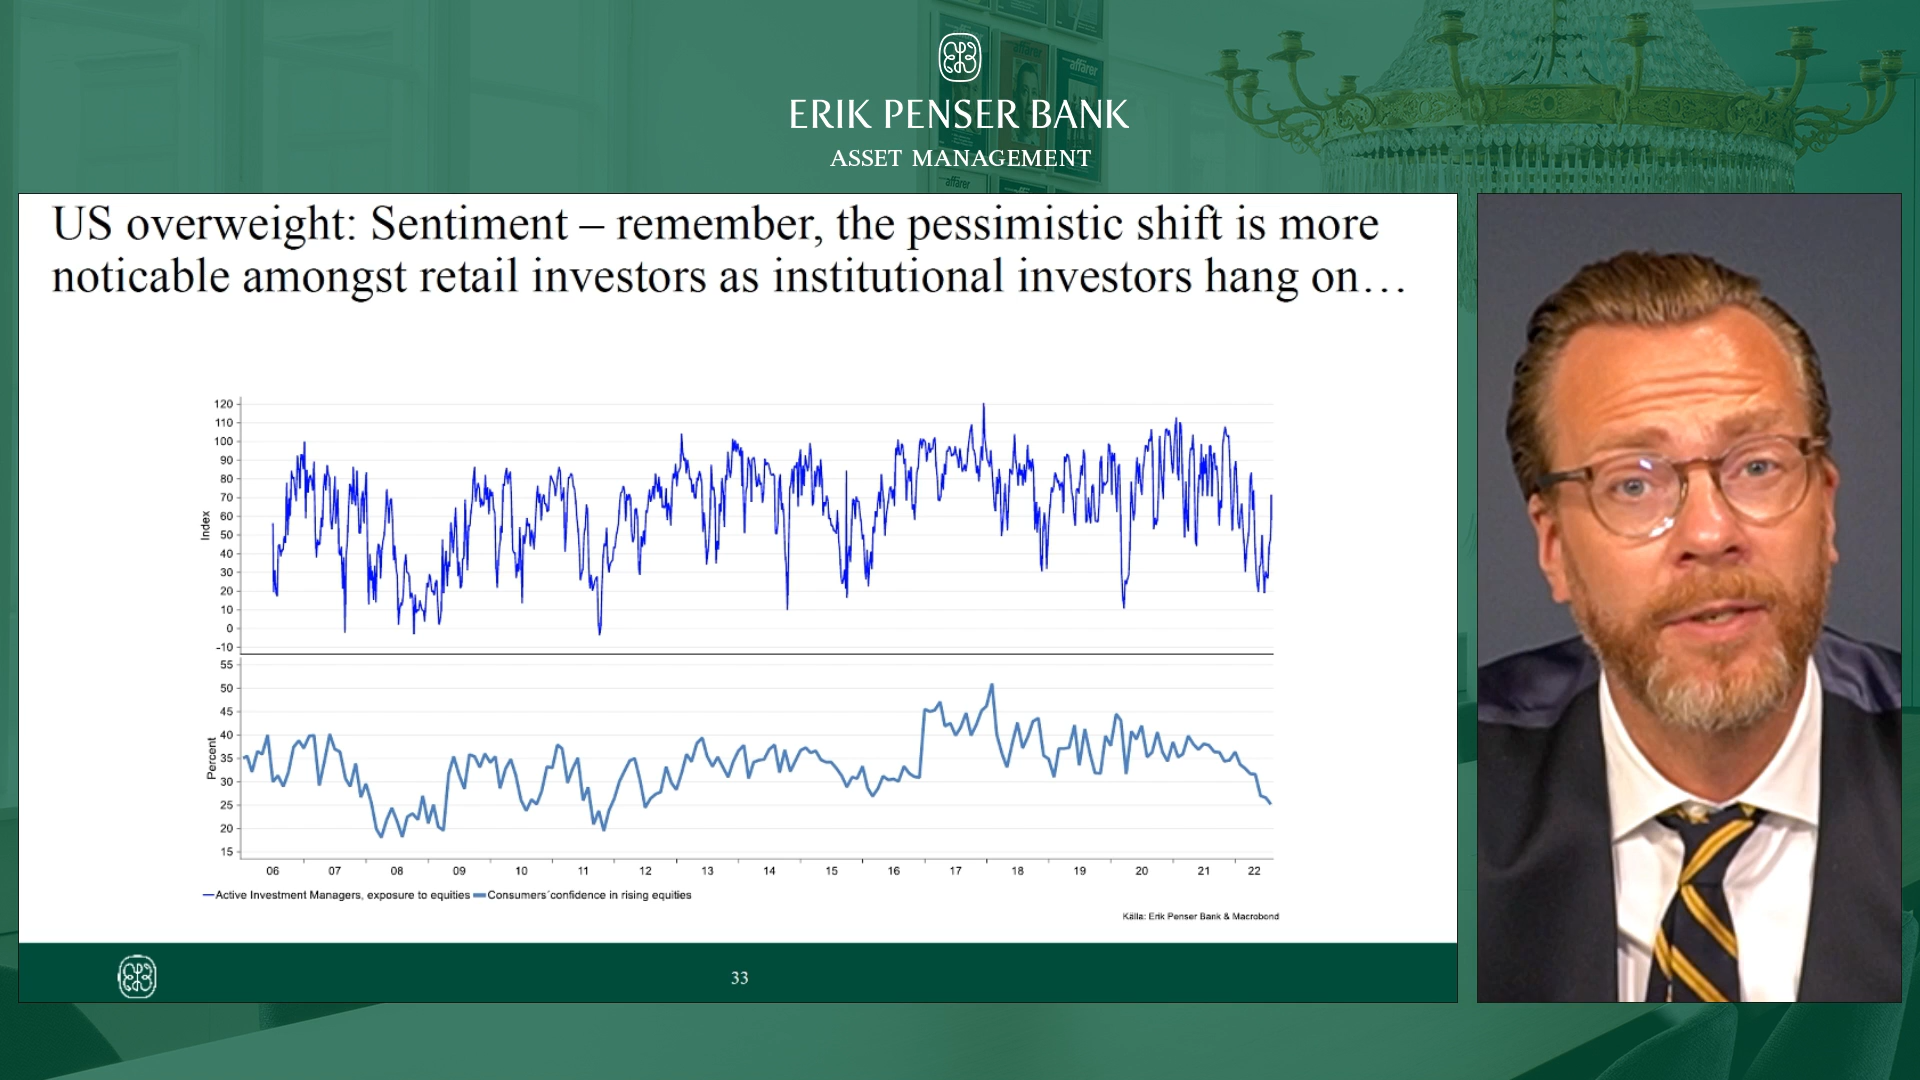 affärer
affärer
ERIK PENSER BANK
ASSET MANAGEMENT
affärer
US overweight: Sentiment – remember, the pessimistic shift is more
noticable amongst retail investors as institutional investors hang on…
120
110
100
90
80
70
60
50
40
30
20
10
0
-10
Index
55
50
45
40
35
30
25
20
15
Percent
06 07 08 09 10 11 12 13 14 15 16 17 18 19 20 21 22
Active Investment Managers, exposure to equities Consumers´confidence in rising equities
Källa: Erik Penser Bank & Macrobond
33